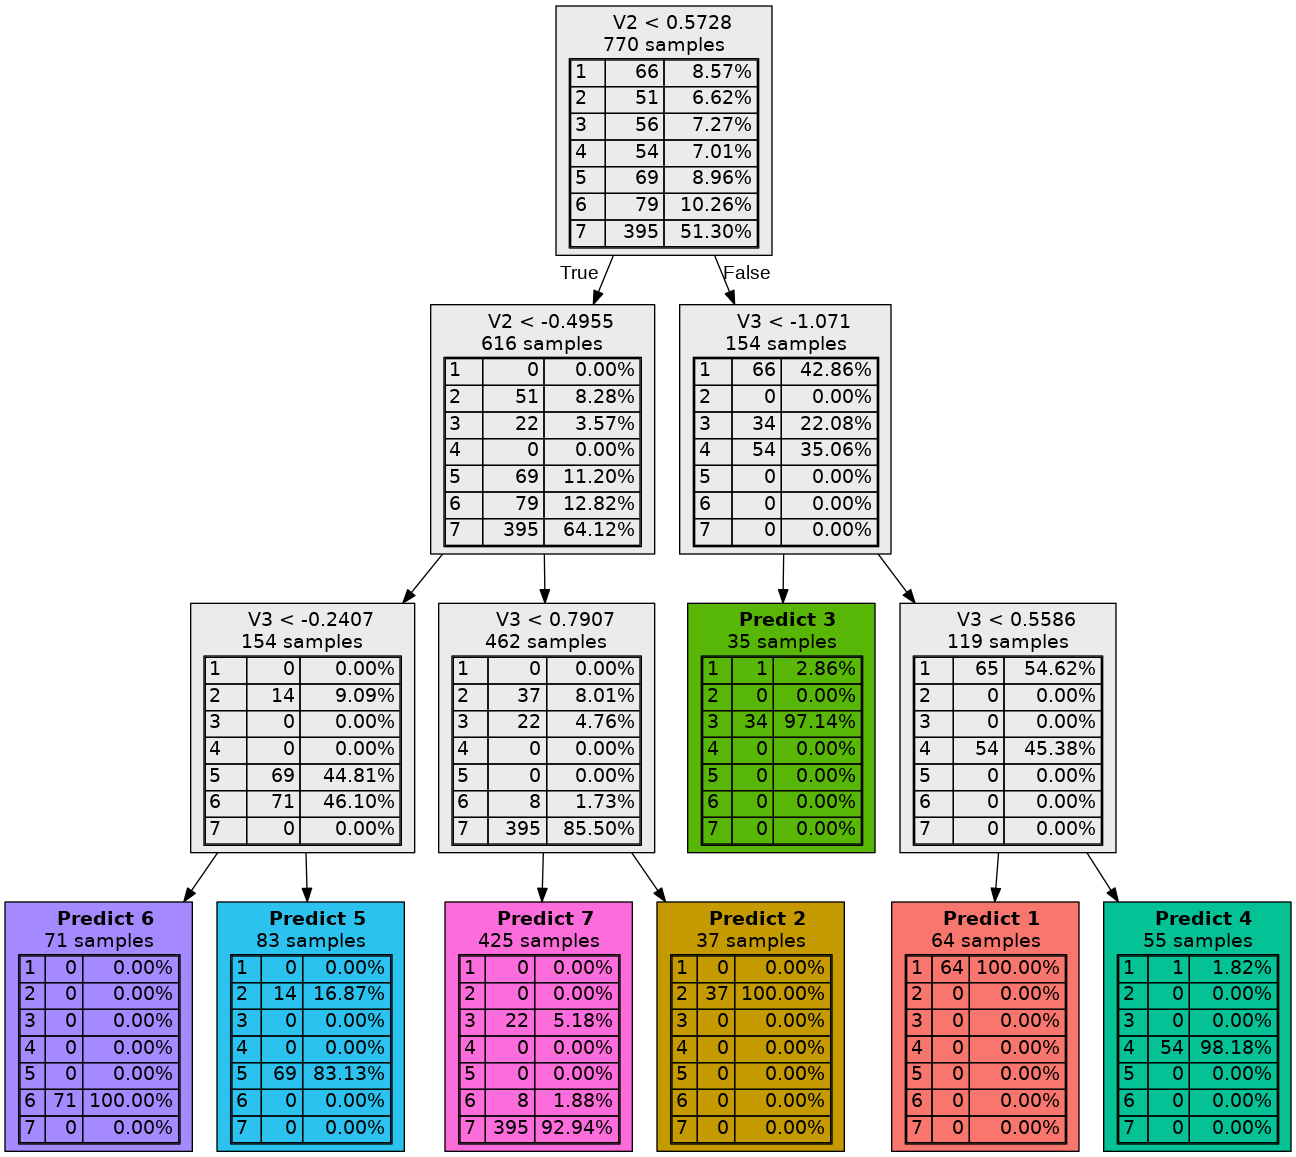 V2 < 0.5728
770 samples
1 66 8.57%
2 51 6.62%
3 56 7.27%
4 54 7.01%
5 69 8.96%
6 79 10.26%
7 395 51.30%
True
False
V2 < -0.4955
616 samples
1 0 0.00%
2 51 8.28%
3 22 3.57%
4 0 0.00%
5 69 11.20%
6 79 12.82%
7 395 64.12%
V3 < -1.071
154 samples
1 66 42.86%
2 0 0.00%
3 34 22.08%
4 54 35.06%
5 0 0.00%
6 0 0.00%
7 0 0.00%
V3 < -0.2407
154 samples
1 0 0.00%
2 14 9.09%
3 0 0.00%
4 0 0.00%
5 69 44.81%
6 71 46.10%
7 0 0.00%
V3 < 0.7907
462 samples
1 0 0.00%
2 37 8.01%
3 22 4.76%
4 0 0.00%
5 0 0.00%
6 8 1.73%
7 395 85.50%
Predict 3
35 samples
1 1 2.86%
2 0 0.00%
3 34 97.14%
4 0 0.00%
5 0 0.00%
6 0 0.00%
7 0 0.00%
V3 < 0.5586
119 samples
1 65 54.62%
2 0 0.00%
3 0 0.00%
4 54 45.38%
5 0 0.00%
6 0 0.00%
7 0 0.00%
Predict 6
71 samples
1 0 0.00%
2 0 0.00%
3 0 0.00%
4 0 0.00%
5 0 0.00%
6 71 100.00%
7 0 0.00%
Predict 5
83 samples
1 0 0.00%
2 14 16.87%
3 0 0.00%
4 0 0.00%
5 69 83.13%
6 0 0.00%
7 0 0.00%
Predict 7
425 samples
1 0 0.00%
2 0 0.00%
3 22 5.18%
4 0 0.00%
5 0 0.00%
6 8 1.88%
7 395 92.94%
Predict 2
37 samples
1 0 0.00%
2 37 100.00%
3 0 0.00%
4 0 0.00%
5 0 0.00%
6 0 0.00%
7 0 0.00%
Predict 1
64 samples
1 64 100.00%
2 0 0.00%
3 0 0.00%
4 0 0.00%
5 0 0.00%
6 0 0.00%
7 0 0.00%
Predict 4
55 samples
1 1 1.82%
2 0 0.00%
3 0 0.00%
4 54 98.18%
5 0 0.00%
6 0 0.00%
7 0 0.00%